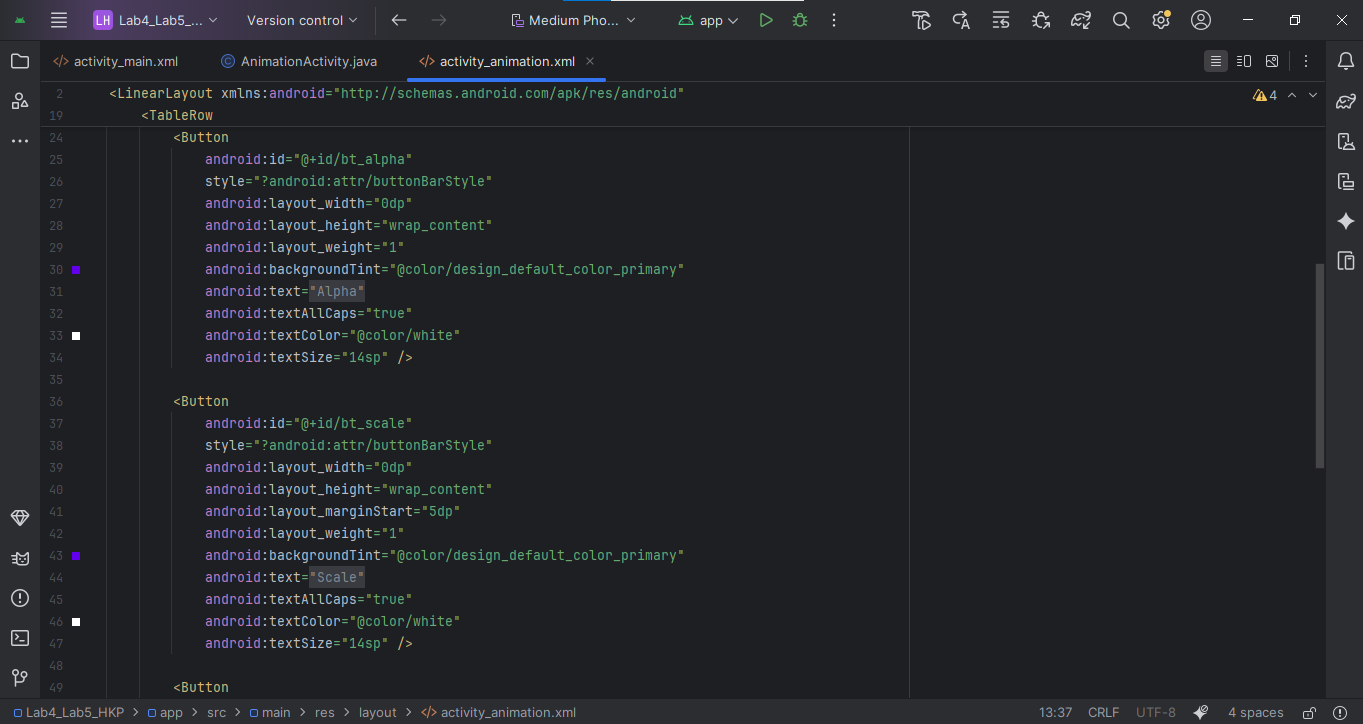 LH Lab4_Lab5_... Version control Medium Pho... app
activity_main.xml AnimationActivity.java activity_animation.xml
2 <LinearLayout xmlns:android="http://schemas.android.com/apk/res/android" 4
19 <TableRow
24 <Button
25 android:id="@+id/bt_alpha"
26 style="?android:attr/buttonBarStyle"
27 android:layout_width="0dp"
28 android:layout_height="wrap_content"
29 android:layout_weight="1"
30 android:backgroundTint="@color/design_default_color_primary"
31 android:text="Alpha"
32 android:textAllCaps="true"
33 android:textColor="@color/white"
34 android:textSize="14sp" />
35
36 <Button
37 android:id="@+id/bt_scale"
38 style="?android:attr/buttonBarStyle"
39 android:layout_width="0dp"
40 android:layout_height="wrap_content"
41 android:layout_marginStart="5dp"
42 android:layout_weight="1"
43 android:backgroundTint="@color/design_default_color_primary"
44 android:text="Scale"
45 android:textAllCaps="true"
46 android:textColor="@color/white"
47 android:textSize="14sp" />
48
49 <Button
Lab4_Lab5_HKP > app > src > main > res > layout > activity_animation.xml 13:37 CRLF UTF-8 4 spaces